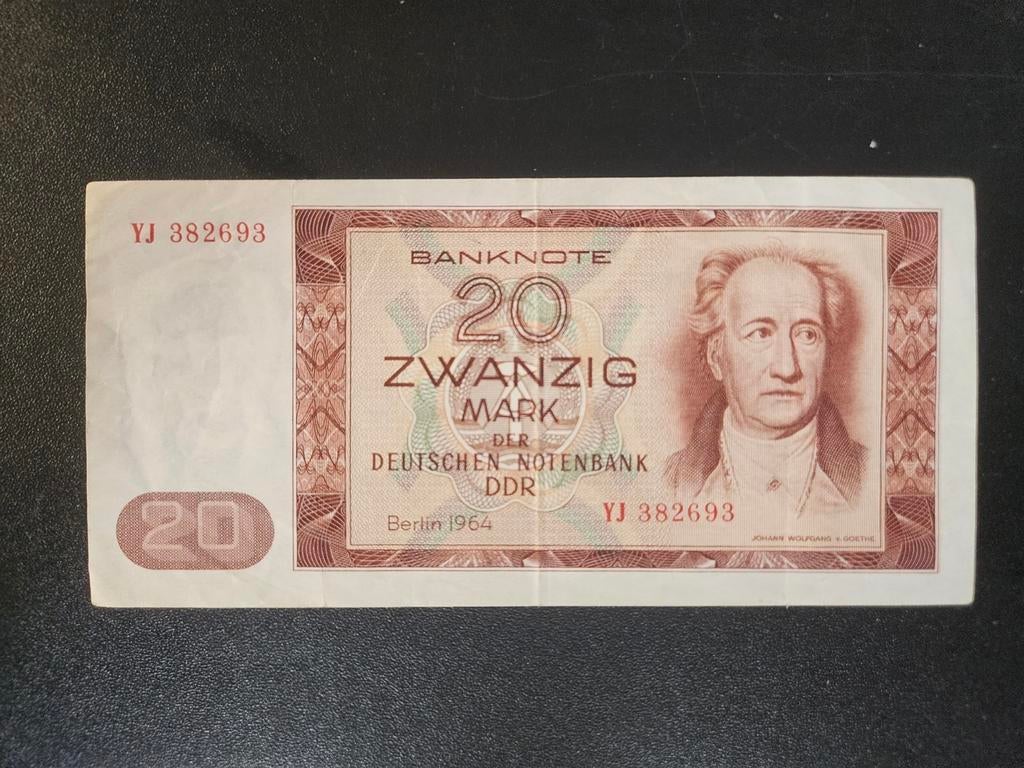 YJ 382693
BANKNOTE
20
ZWANZIG
MARK
DER
DEUTSCHEN NOTENBANK
DDR
Berlin 1964
YJ 382693
JOHANN WOLFGANG v. GOETHE
20